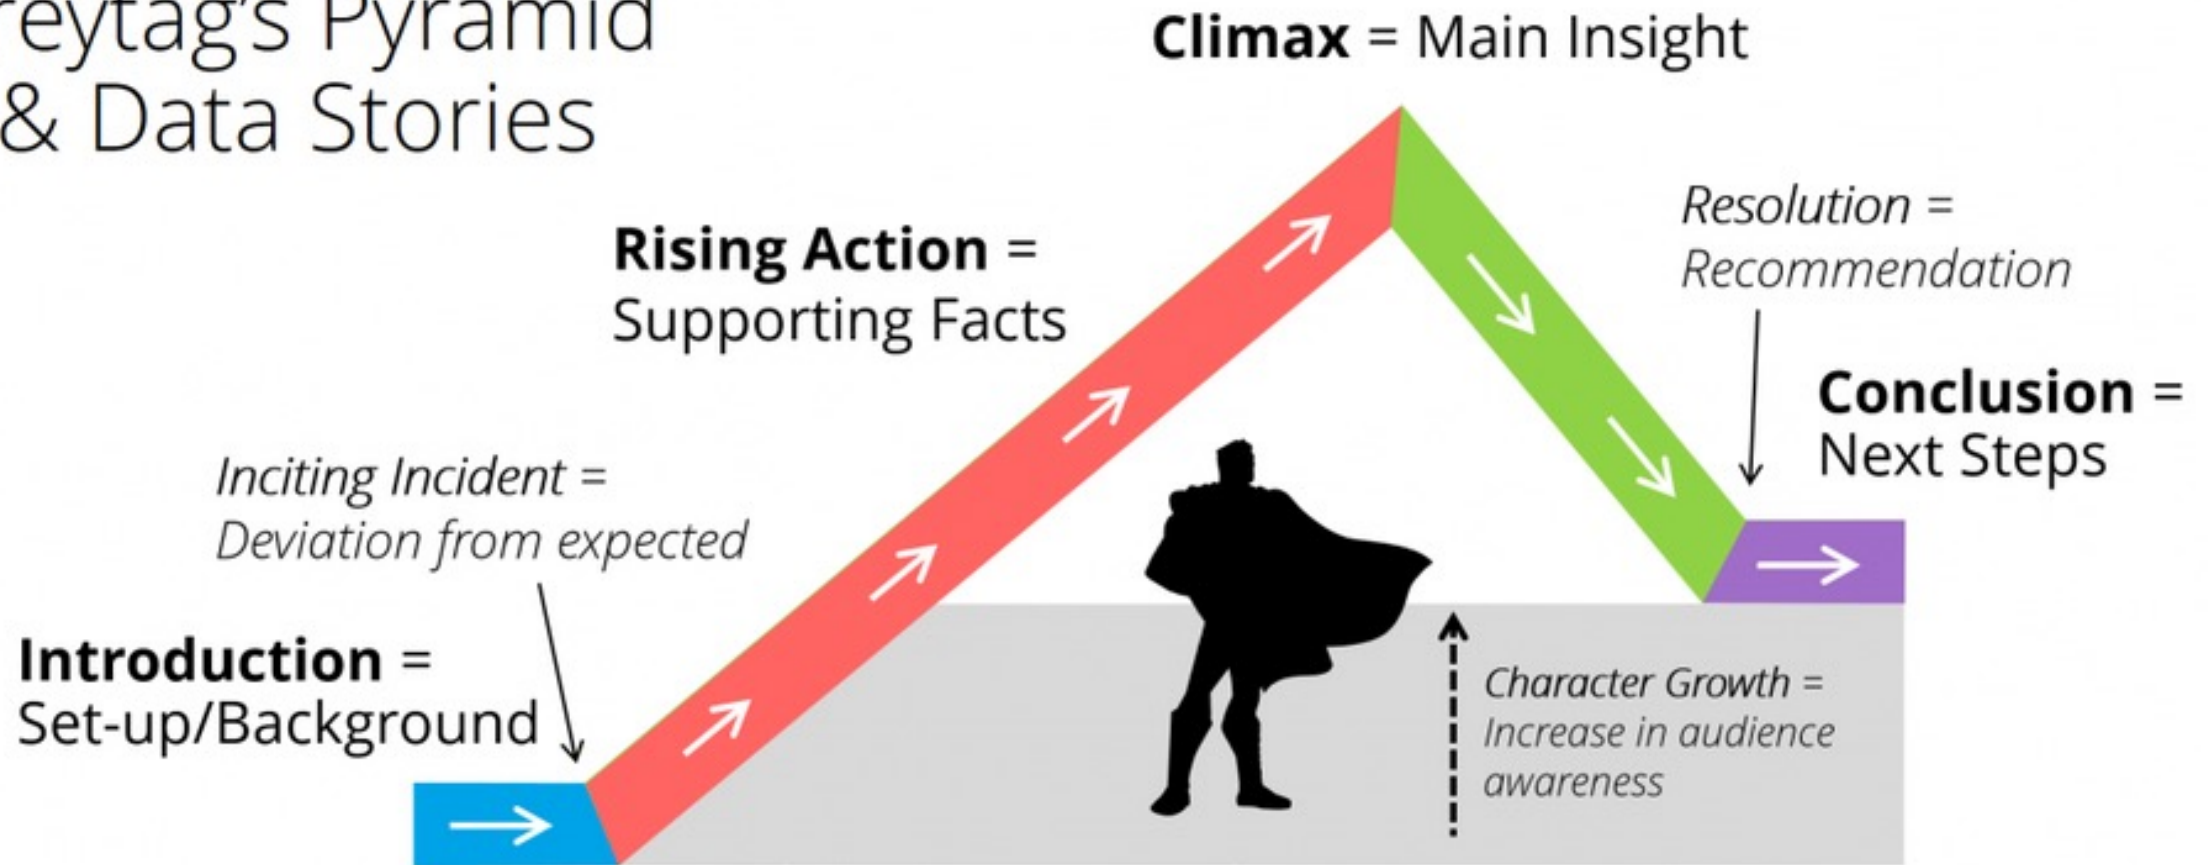 reytag's Pyramid
& Data Stories
Climax = Main Insight
Rising Action =
Supporting Facts
Resolution =
Recommendation
Conclusion =
Next Steps
Inciting Incident =
Deviation from expected
Introduction =
Set-up/Background
Character Growth =
Increase in audience
awareness